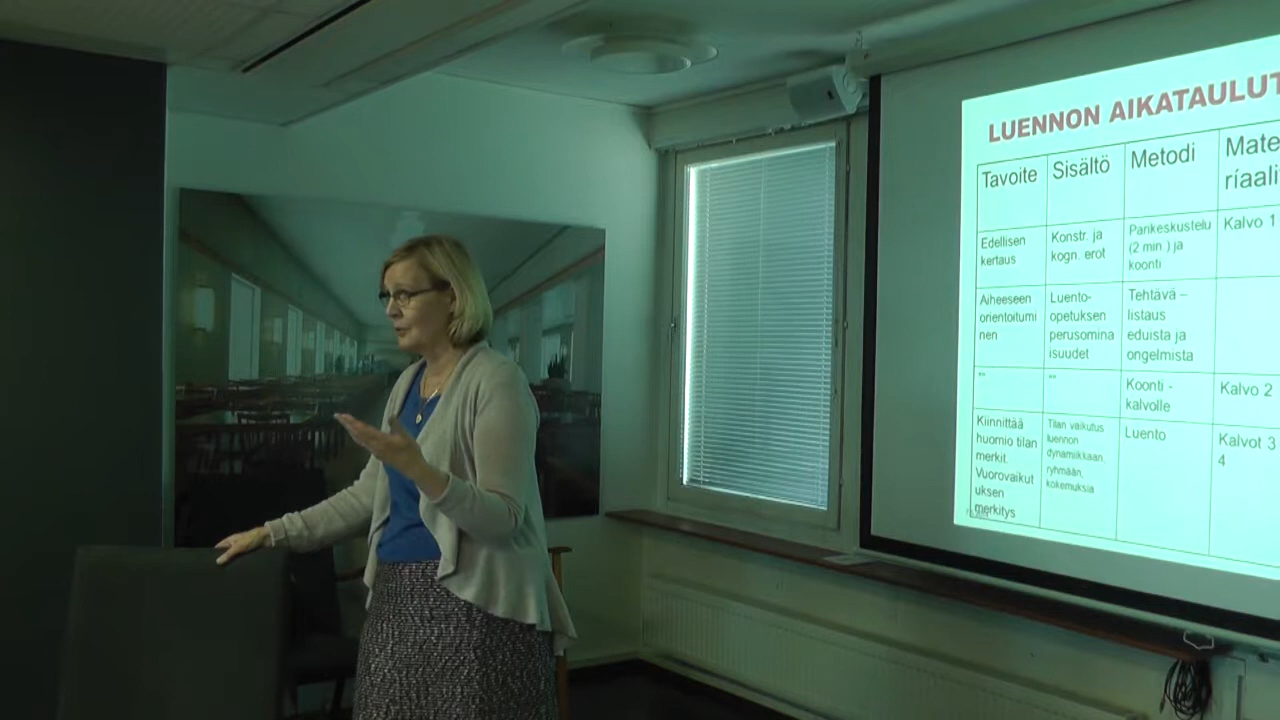 LUENNON AIKATAULUT
Tavoite Sisältö Metodi Mate
ríaali
Edellisen
kertaus
Konstr. ja
kogn. erot
Parikeskustelu
(2 min ) ja
koonti
Kalvo 1
Aiheeseen
orientoitumi
nen
Luento-
opetuksen
perusomina
isuudet
Tehtävä –
listaus
eduista ja
ongelmista
"" ""
Koonti -
kalvolle
Kalvo 2
Kiinnittää
huomio tilan
merkit.
Vuorovaikut
uksen
merkitys
Tilan vaikutus
luennon
dynamiikkaan,
ryhmään,
kokemuksia
Luento
Kalvot 3
4